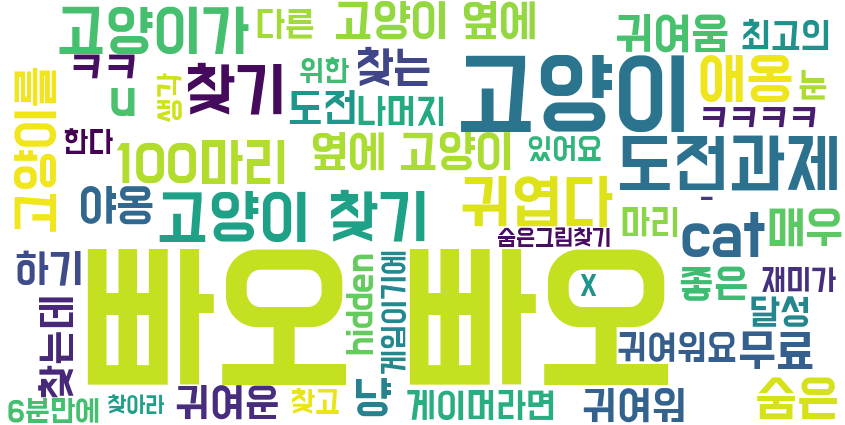 고양이가 다른 고양이 옆에 귀여움 최고의
ㅋㅋ 생각 찾기 위한 찾는 고양이 애옹 눈
고양이를 u 도전 나머지 ㅋㅋㅋㅋ
한다 100마리 옆에 고양이 있어요 도전과제
야옹 고양이 찾기 귀엽다 마리 cat 매우
숨은그림찾기
하기 빠오 빠오 hidden 게임이기에 x 좋은 재미가
찾는데 달성
귀여워요 무료
6분만에 찾아라 귀여운 찾고 냥 게이머라면 귀여워 숨은